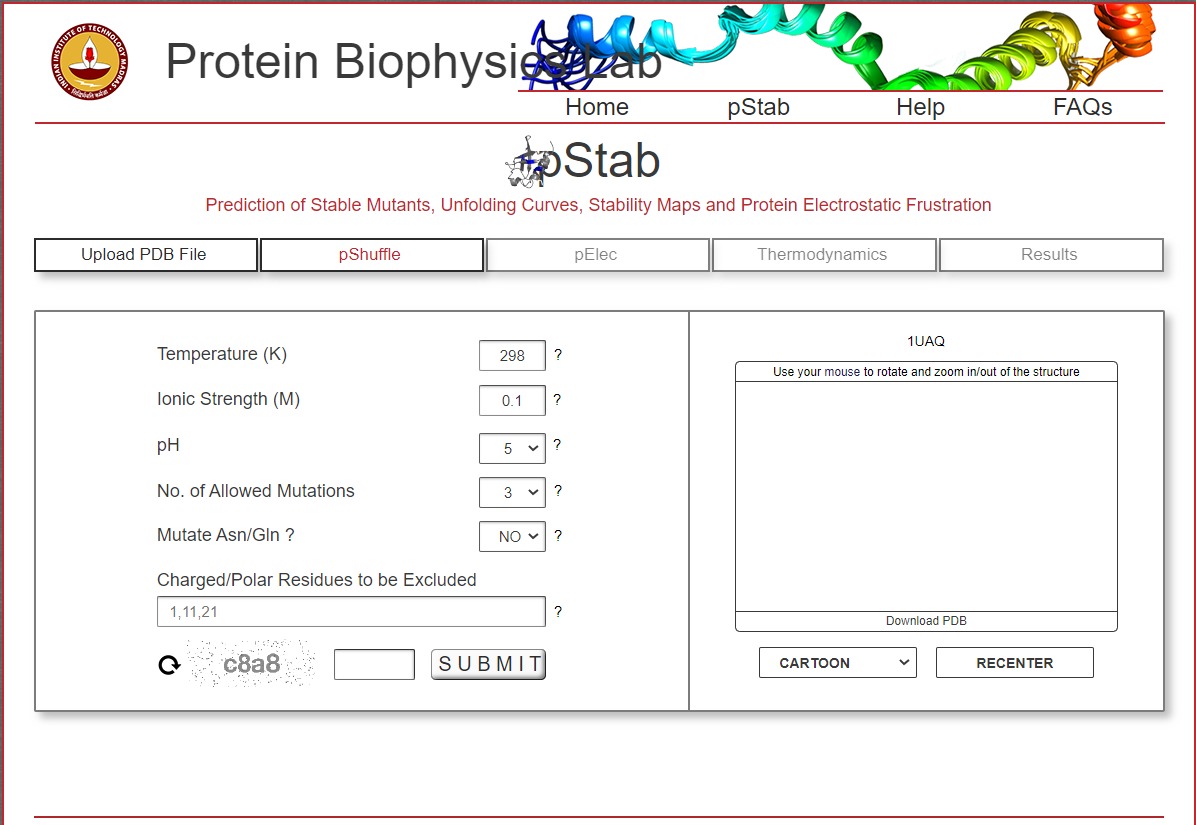 INDIAN INSTITUTE OF TECHNOLOGY MADRAS
Protein Biophysics Lab
Home pStab Help FAQs
pStab
Prediction of Stable Mutants, Unfolding Curves, Stability Maps and Protein Electrostatic Frustration
Upload PDB File pShuffle pElec Thermodynamics Results
Temperature (K) 298 ?
Ionic Strength (M) 0.1 ?
pH 5 ?
No. of Allowed Mutations 3 ?
Mutate Asn/Gln ? NO ?
Charged/Polar Residues to be Excluded
1,11,21 ?
c8a8 SUBMIT
1UAQ
Use your mouse to rotate and zoom in/out of the structure
Download PDB
CARTOON RECENTER